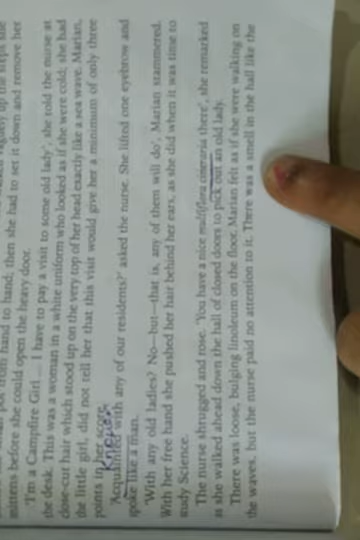 pot from hand to hand; then she had to set it down and remove her
mittens before she could open the heavy door.
'I'm a Campfire Girl ... I have to pay a visit to some old lady', she told the nurse at
the desk. This was a woman in a white uniform who looked as if she were cold; she had
close-cut hair which stood up on the very top of her head exactly like a sea wave. Marian,
the little girl, did not tell her that this visit would give her a minimum of only three
points in her score.
Known
'Acquainted with any of our residents?' asked the nurse. She lifted one eyebrow and
spoke like a man.
'With any old ladies? No—but—that is, any of them will do', Marian stammered.
With her free hand she pushed her hair behind her ears, as she did when it was time to
study Science.
The nurse shrugged and rose. 'You have a nice multiflora cineraria there', she remarked
as she walked ahead down the hall of closed doors to pick out an old lady.
There was loose, bulging linoleum on the floor. Marian felt as if she were walking on
the waves, but the nurse paid no attention to it. There was a smell in the hall like the